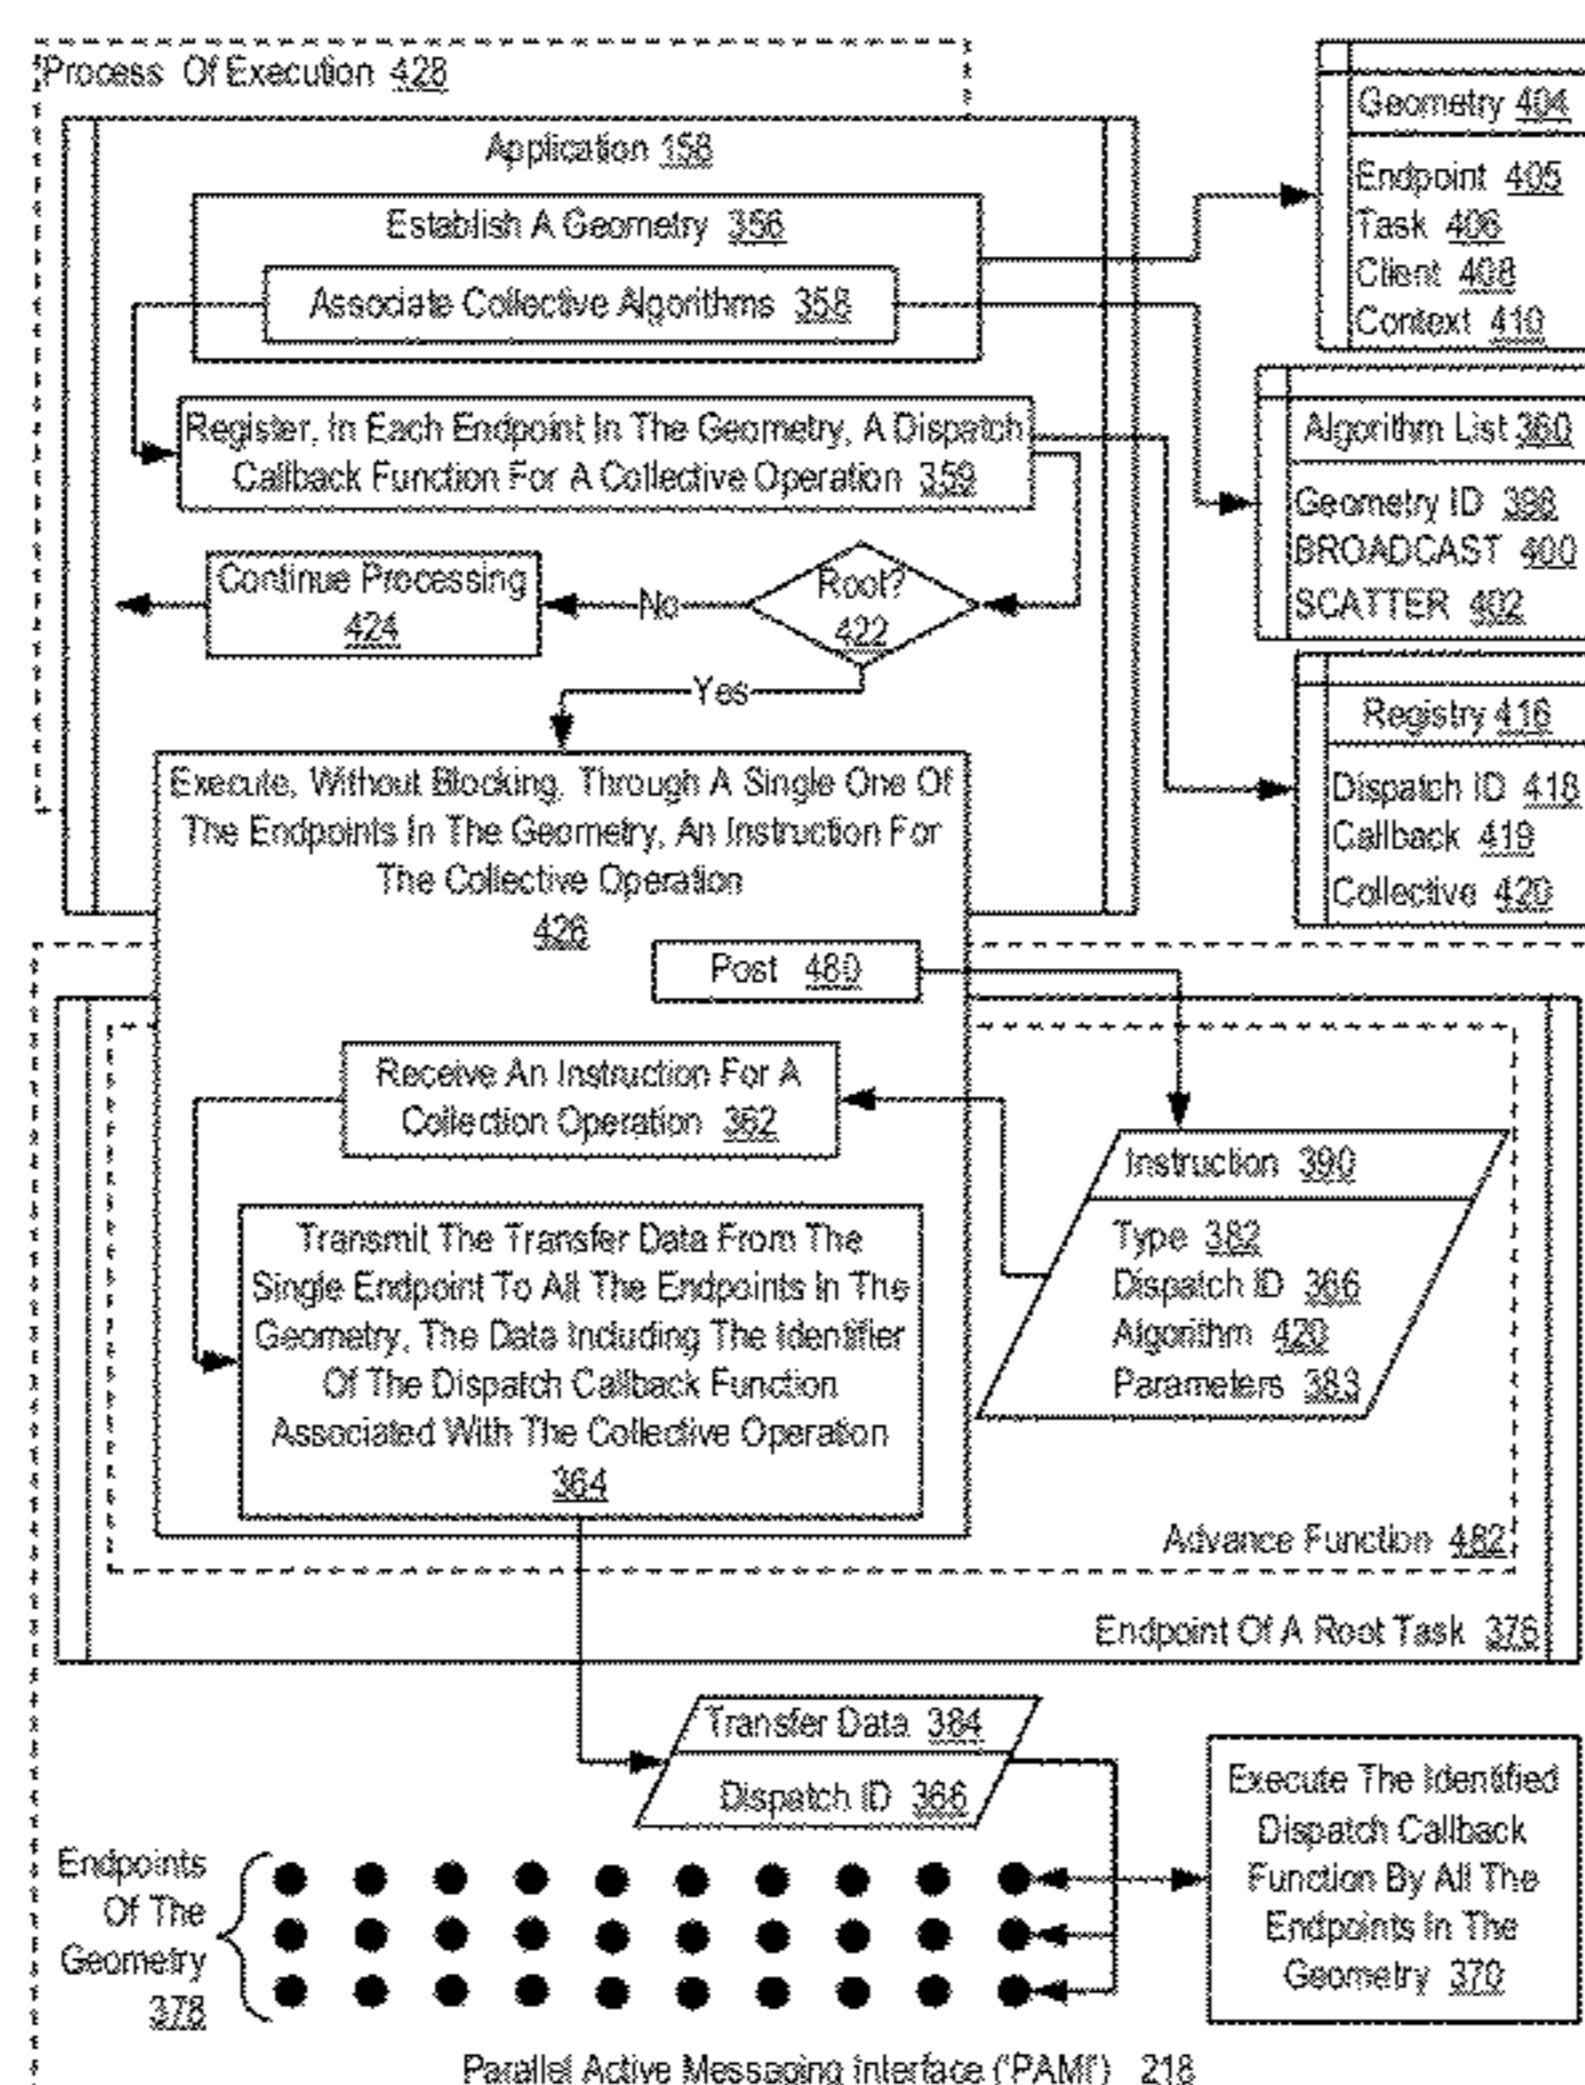 Process Of Execution 428
Application 158
Establish A Geometry 356
Associate Collective Algorithms 358
Register, In Each Endpoint In The Geometry, A Dispatch
Callback Function For A Collective Operation 359
Continue Processing
424
No
Root?
422
Yes
Execute, Without Blocking, Through A Single One Of
The Endpoints In The Geometry, An Instruction For
The Collective Operation
426
Post 480
Receive An Instruction For A
Collection Operation 362
Transmit The Transfer Data From The
Single Endpoint To All The Endpoints In The
Geometry, The Data Including The Identifier
Of The Dispatch Callback Function
Associated With The Collective Operation
364
Geometry 404
Endpoint 405
Task 406
Client 408
Context 410
Algorithm List 360
Geometry ID 398
BROADCAST 400
SCATTER 402
Registry 416
Dispatch ID 418
Callback 419
Collective 420
Instruction 390
Type 382
Dispatch ID 366
Algorithm 420
Parameters 383
Advance Function 482
Endpoint Of A Root Task 376
Transfer Data 384
Dispatch ID 366
Endpoints
Of The
Geometry
378
Execute The Identified
Dispatch Callback
Function By All The
Endpoints In The
Geometry 370
Parallel Active Messaging Interface ('PAMI') 218